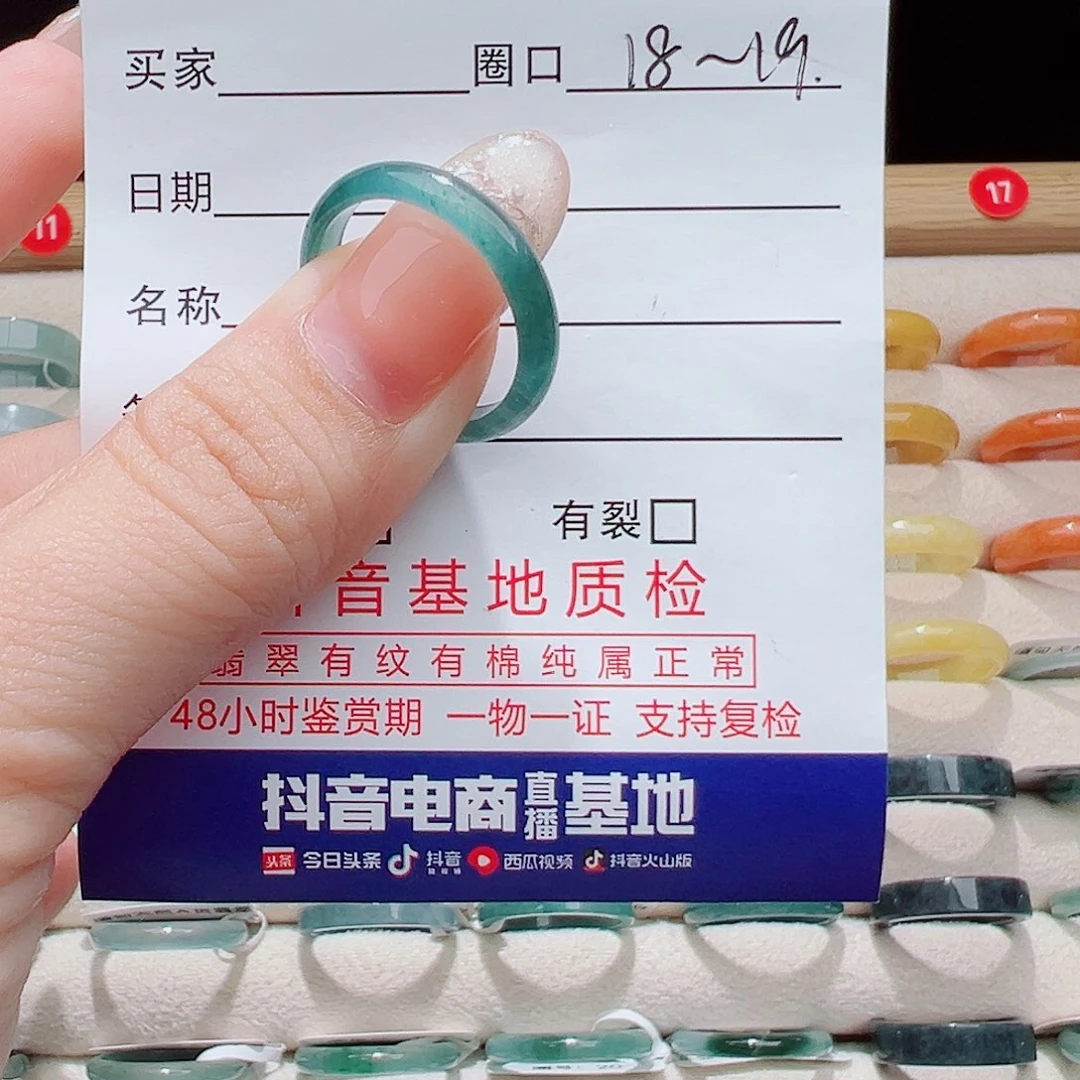 买家 圈口 18~19.
日期
名称
有裂
音基地质检
翡翠有纹有棉纯属正常
48小时鉴赏期 一物一证 支持复检
抖音电商直播基地
头条 今日头条 抖音 西瓜视频 抖音火山版
11
17